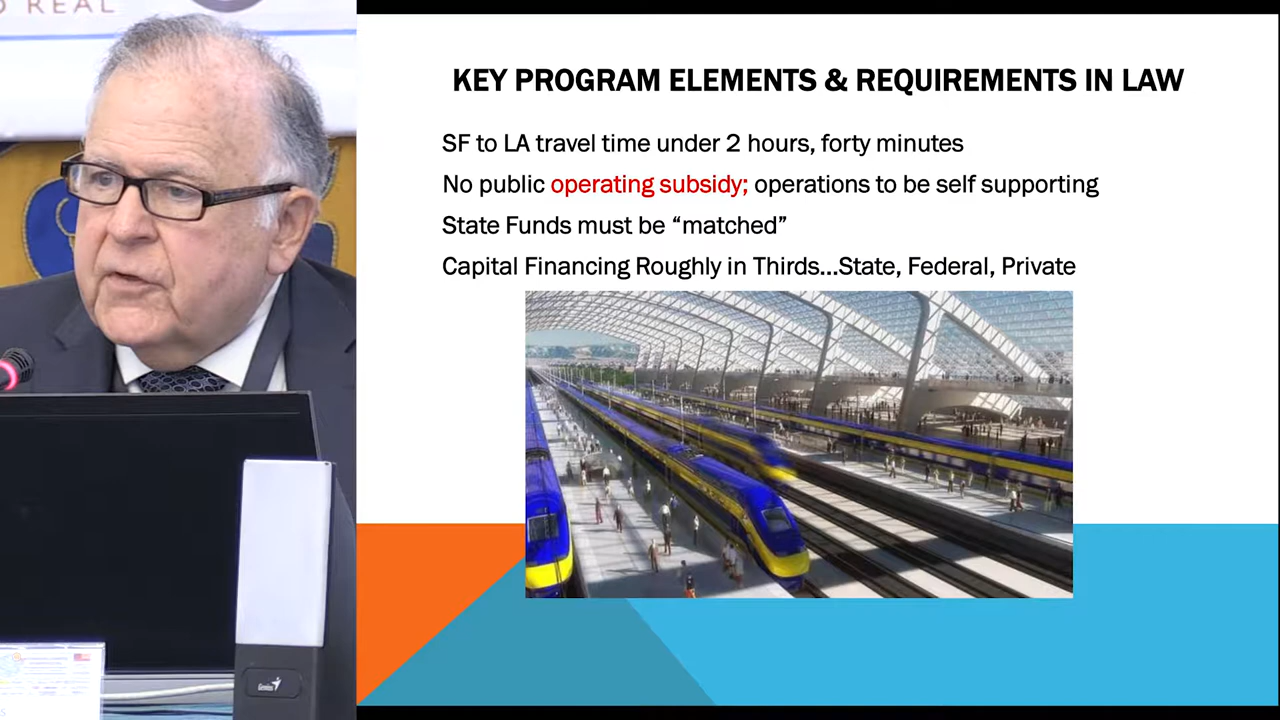 O REAL
KEY PROGRAM ELEMENTS & REQUIREMENTS IN LAW
SF to LA travel time under 2 hours, forty minutes
No public operating subsidy; operations to be self supporting
State Funds must be “matched”
Capital Financing Roughly in Thirds...State, Federal, Private
Genius